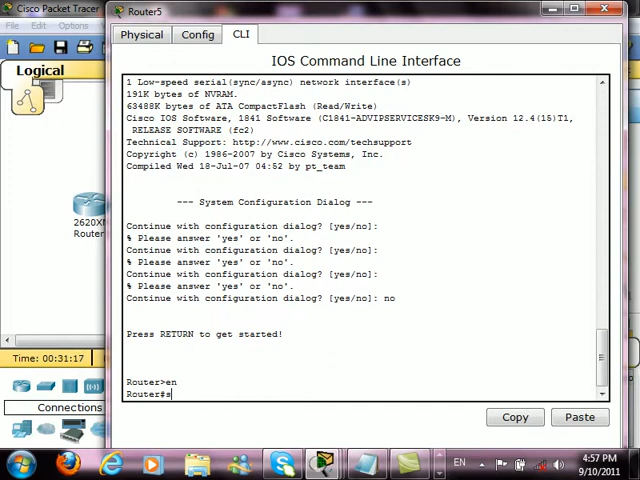 Cisco Packet Tracer
Router5
File Edit Options
Physical
Config
CLI
Logical
IOS Command Line Interface
1 Low-speed serial(sync/async) network interface(s)
191K bytes of NVRAM.
63488K bytes of ATA CompactFlash (Read/Write)
Cisco IOS Software, 1841 Software (C1841-ADVIPSERVICESK9-M), Version 12.4(15)T1,
RELEASE SOFTWARE (fc2)
Technical Support: http://www.cisco.com/techsupport
Copyright (c) 1986-2007 by Cisco Systems, Inc.
Compiled Wed 18-Jul-07 04:52 by pt_team
--- System Configuration Dialog ---
Continue with configuration dialog? [yes/no]:
% Please answer 'yes' or 'no'.
Continue with configuration dialog? [yes/no]:
% Please answer 'yes' or 'no'.
Continue with configuration dialog? [yes/no]:
% Please answer 'yes' or 'no'.
Continue with configuration dialog? [yes/no]: no
Press RETURN to get started!
Router>en
Router#s
2620XM
Router
Time: 00:31:17
Connections
Copy
Paste
EN
4:57 PM
9/10/2011